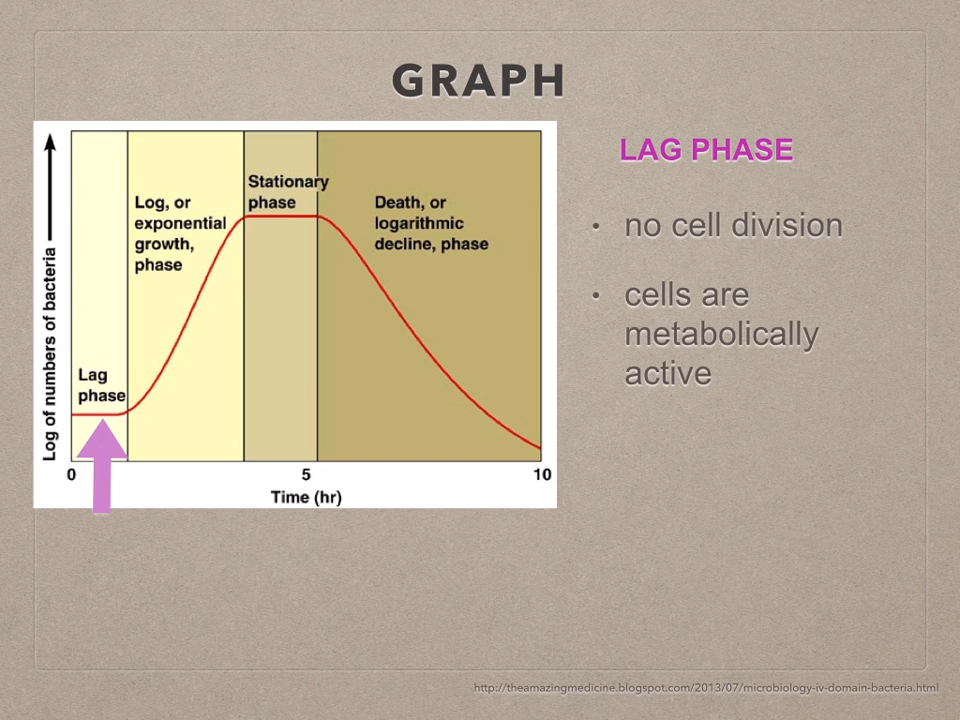 GRAPH
LAG PHASE
• no cell division
• cells are
metabolically
active
Log of numbers of bacteria
Lag
phase
Log, or
exponential
growth,
phase
Stationary
phase
Death, or
logarithmic
decline, phase
0 5 10
Time (hr)
http://theamazingmedicine.blogspot.com/2013/07/microbiology-iv-domain-bacteria.html